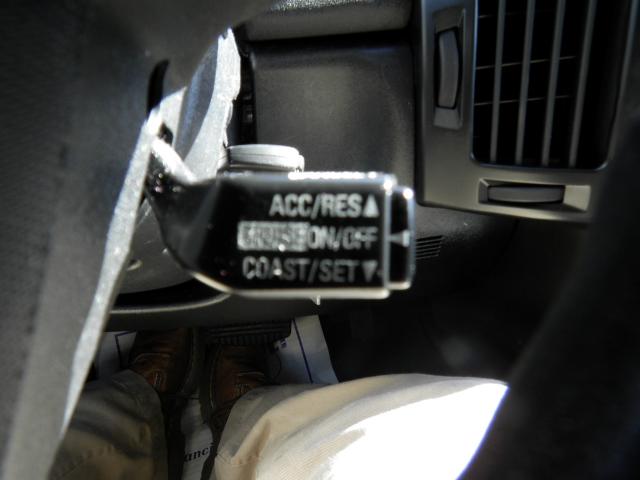 ACC/RES▲
CRUISE ON/OFF
COAST/SET▼